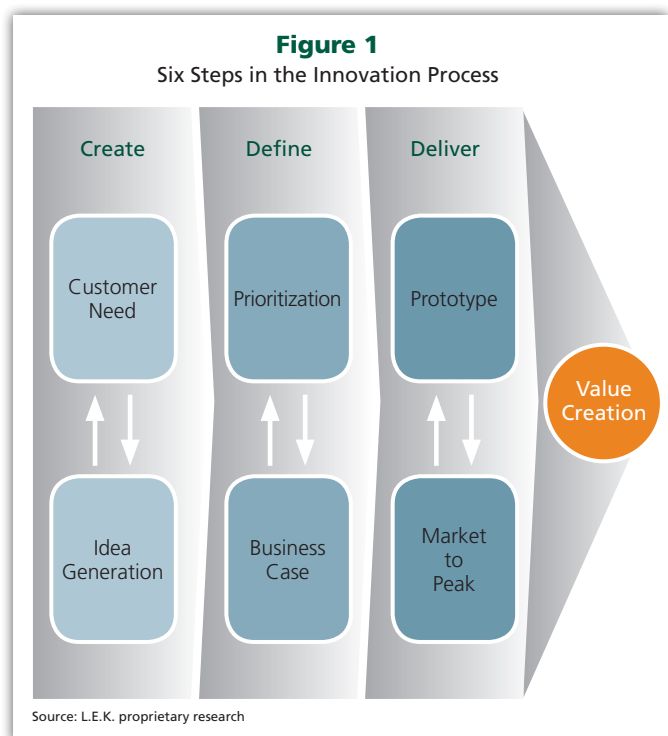 Figure 1
Six Steps in the Innovation Process
Create
Define
Deliver
Customer
Need
Prioritization
Prototype
Value
Creation
Idea
Generation
Business
Case
Market
to
Peak
Source: L.E.K. proprietary research